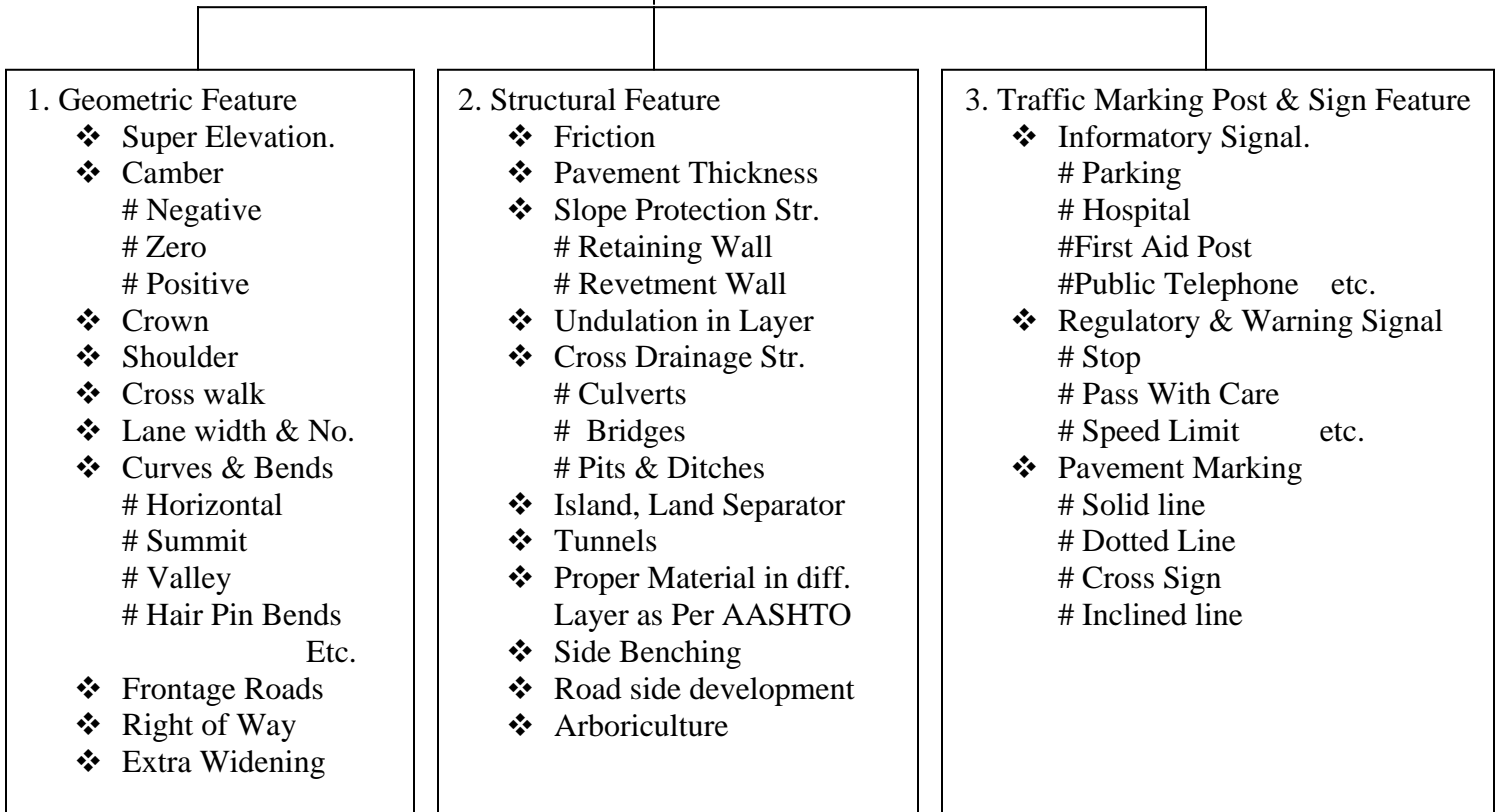 1. Geometric Feature
❖ Super Elevation.
❖ Camber
# Negative
# Zero
# Positive
❖ Crown
❖ Shoulder
❖ Cross walk
❖ Lane width & No.
❖ Curves & Bends
# Horizontal
# Summit
# Valley
# Hair Pin Bends
Etc.
❖ Frontage Roads
❖ Right of Way
❖ Extra Widening
2. Structural Feature
❖ Friction
❖ Pavement Thickness
❖ Slope Protection Str.
# Retaining Wall
# Revetment Wall
❖ Undulation in Layer
❖ Cross Drainage Str.
# Culverts
# Bridges
# Pits & Ditches
❖ Island, Land Separator
❖ Tunnels
❖ Proper Material in diff.
Layer as Per AASHTO
❖ Side Benching
❖ Road side development
❖ Arboriculture
3. Traffic Marking Post & Sign Feature
❖ Informatory Signal.
# Parking
# Hospital
#First Aid Post
#Public Telephone etc.
❖ Regulatory & Warning Signal
# Stop
# Pass With Care
# Speed Limit etc.
❖ Pavement Marking
# Solid line
# Dotted Line
# Cross Sign
# Inclined line